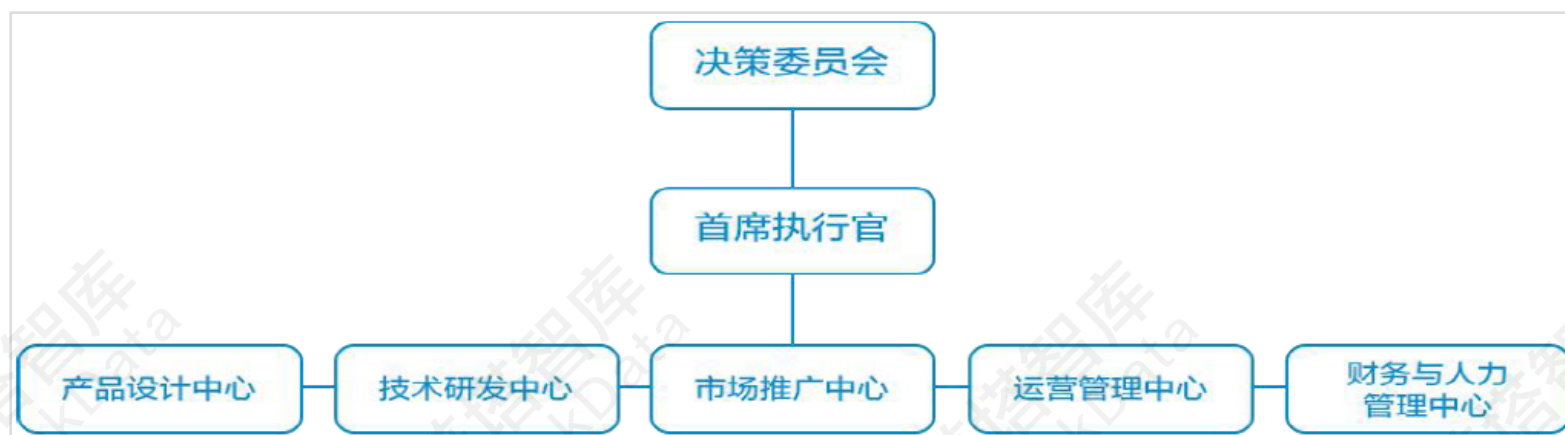 决策委员会
首席执行官
产品设计中心
技术研发中心
市场推广中心
运营管理中心
财务与人力
管理中心